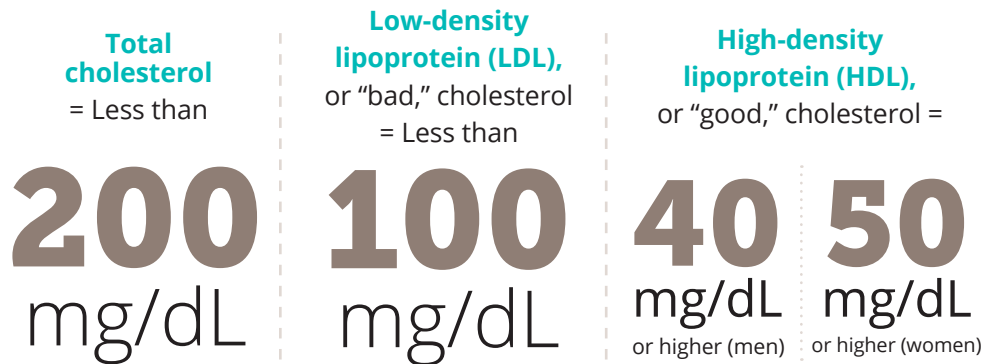 Total
cholesterol
= Less than
200
mg/dL
Low-density
lipoprotein (LDL),
or “bad,” cholesterol
= Less than
100
mg/dL
High-density
lipoprotein (HDL),
or “good,” cholesterol =
40
mg/dL
or higher (men)
50
mg/dL
or higher (women)